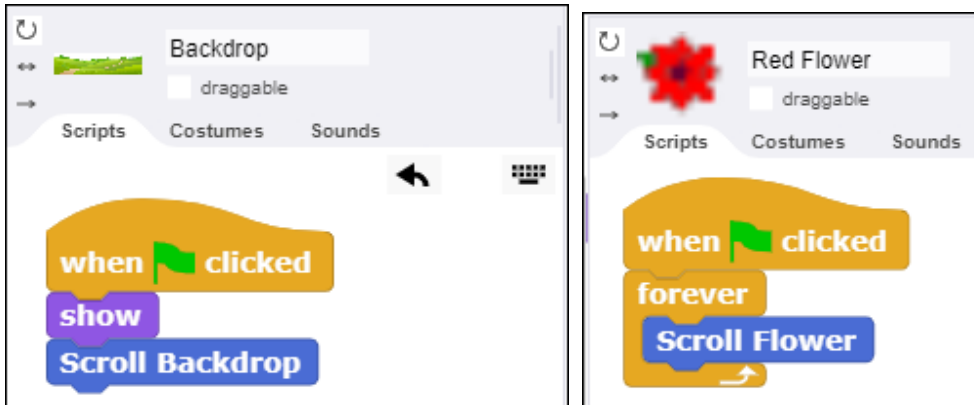 Backdrop
draggable
Scripts Costumes Sounds
when clicked
show
Scroll Backdrop
Red Flower
draggable
Scripts Costumes Sounds
when clicked
forever
Scroll Flower